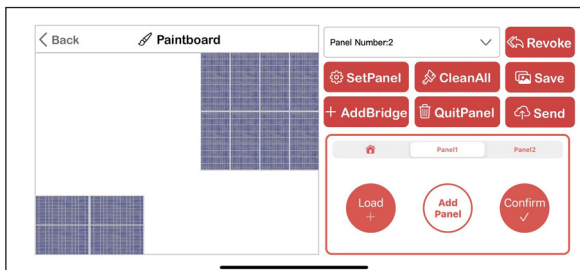 Back
Paintboard
Panel Number:2
Revoke
SetPanel
CleanAll
Save
+ AddBridge
QuitPanel
Send
Panel1
Panel2
Load
+
Add
Panel
Confirm